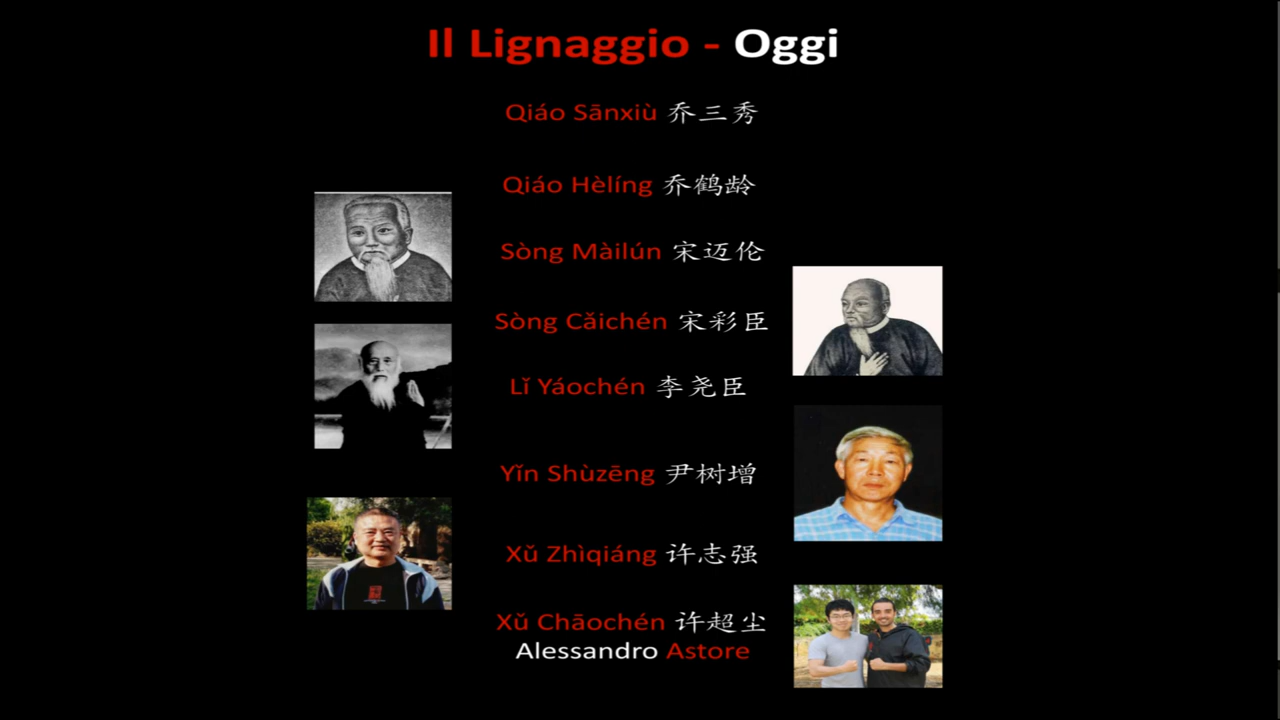 Il Lignaggio - Oggi
Qiáo Sānxiù 乔三秀
Qiáo Hèlíng 乔鹤龄
Sòng Màilún 宋迈伦
Sòng Cǎichén 宋彩臣
Lǐ Yáochén 李尧臣
Yǐn Shùzēng 尹树增
Xǔ Zhìqiáng 许志强
Xǔ Chāochén 许超尘
Alessandro Astore